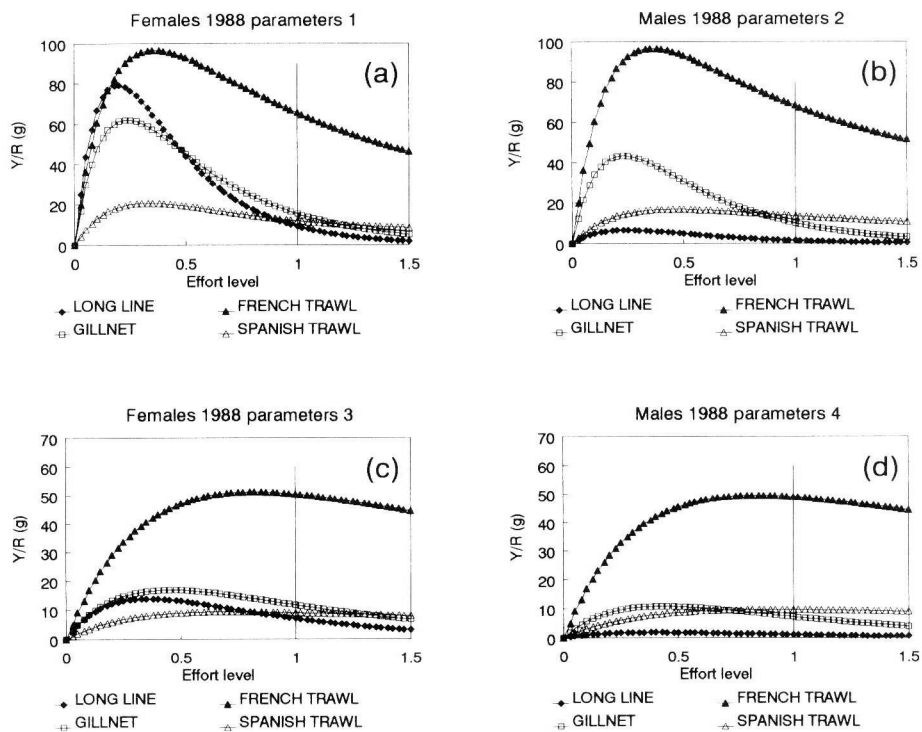 Females 1988 parameters 1
(a)
Y/R (g)
100
80
60
40
20
0
0 0.5 1 1.5
Effort level
LONG LINE FRENCH TRAWL
GILLNET SPANISH TRAWL
Males 1988 parameters 2
(b)
Y/R (g)
100
80
60
40
20
0
0 0.5 1 1.5
Effort level
LONG LINE FRENCH TRAWL
GILLNET SPANISH TRAWL
Females 1988 parameters 3
(c)
Y/R (g)
70
60
50
40
30
20
10
0
0 0.5 1 1.5
Effort level
LONG LINE FRENCH TRAWL
GILLNET SPANISH TRAWL
Males 1988 parameters 4
(d)
Y/R (g)
70
60
50
40
30
20
10
0
0 0.5 1 1.5
Effort level
LONG LINE FRENCH TRAWL
GILLNET SPANISH TRAWL